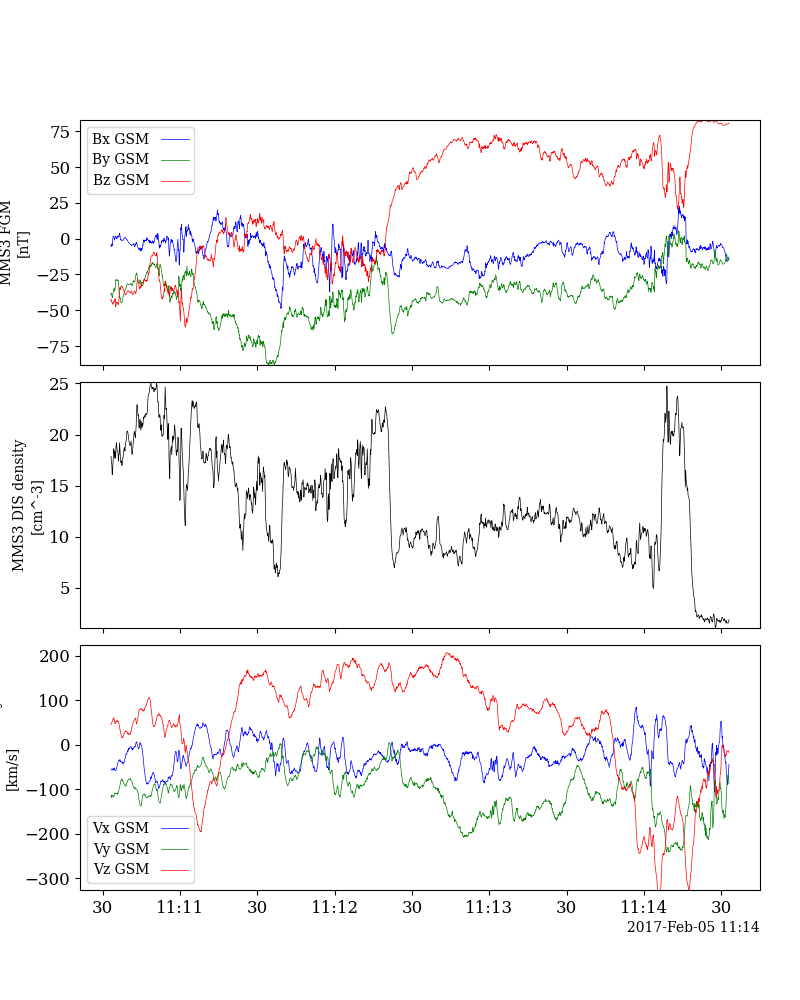 75
50
25
0
−25
−50
−75
MMS3 FGM
[nT]
Bx GSM
By GSM
Bz GSM
25
20
15
10
5
MMS3 DIS density
[cm^-3]
200
100
0
−100
−200
−300
[km/s]
Vx GSM
Vy GSM
Vz GSM
30 11:11 30 11:12 30 11:13 30 11:14 30
2017-Feb-05 11:14